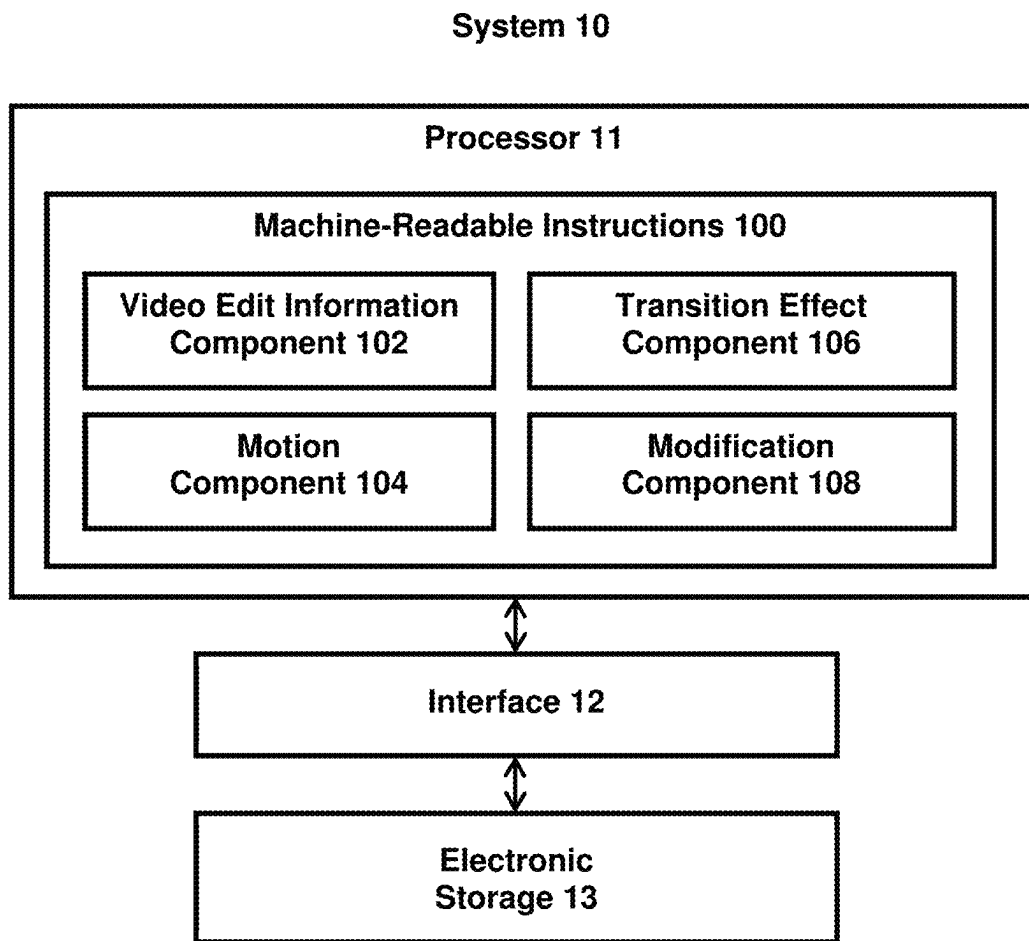 System 10
Processor 11
Machine-Readable Instructions 100
Video Edit Information
Component 102
Transition Effect
Component 106
Motion
Component 104
Modification
Component 108
Interface 12
Electronic
Storage 13